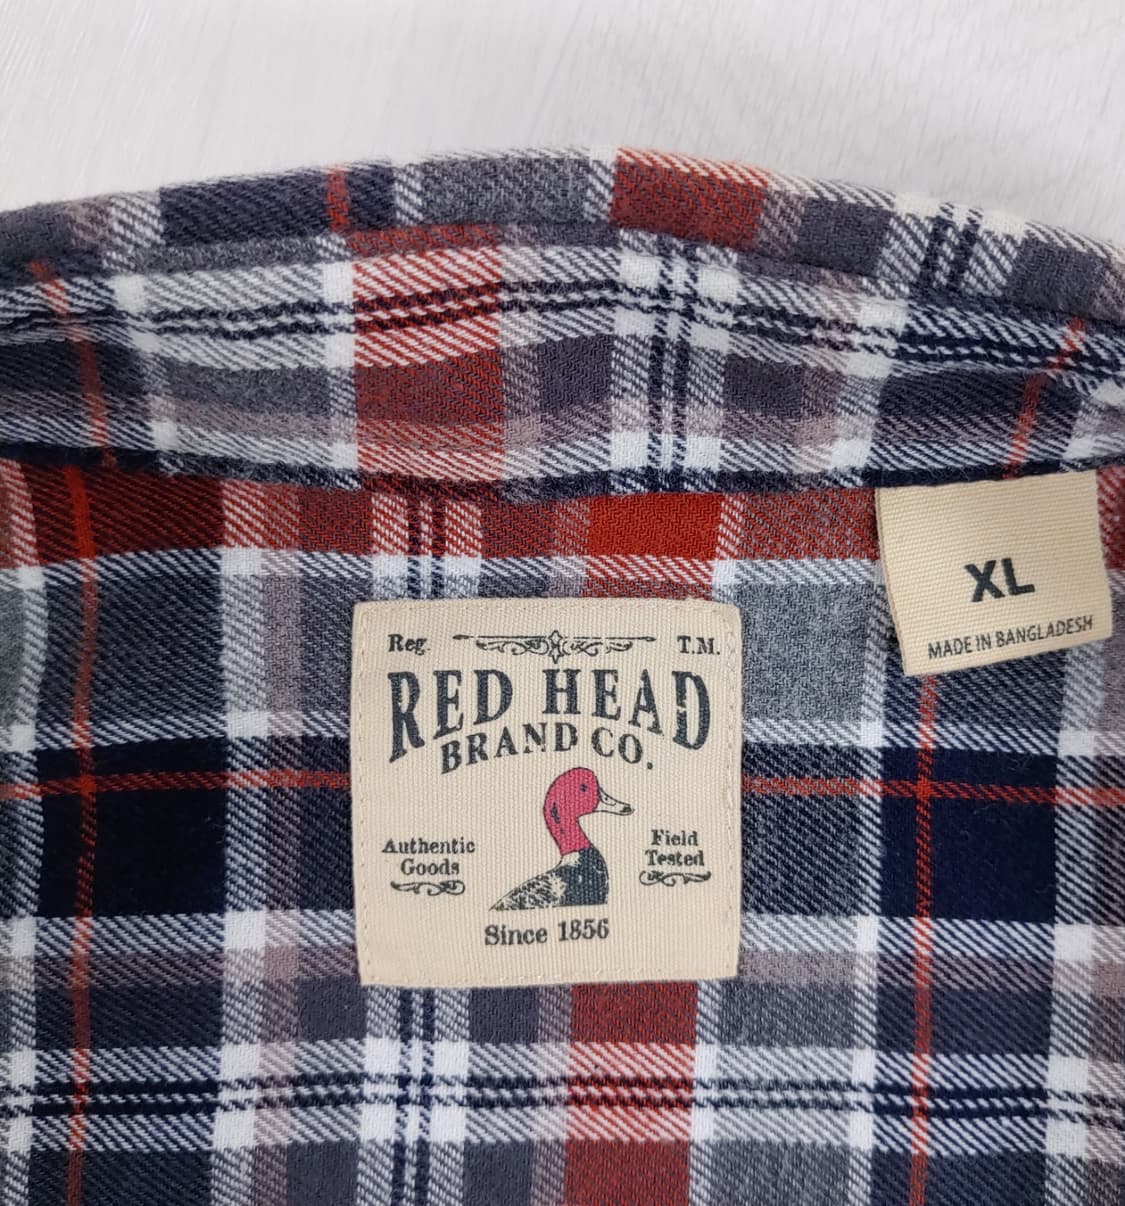 Reg. T.M.
RED HEAD
BRAND CO.
Authentic
Goods
Field
Tested
Since 1856
XL
MADE IN BANGLADESH